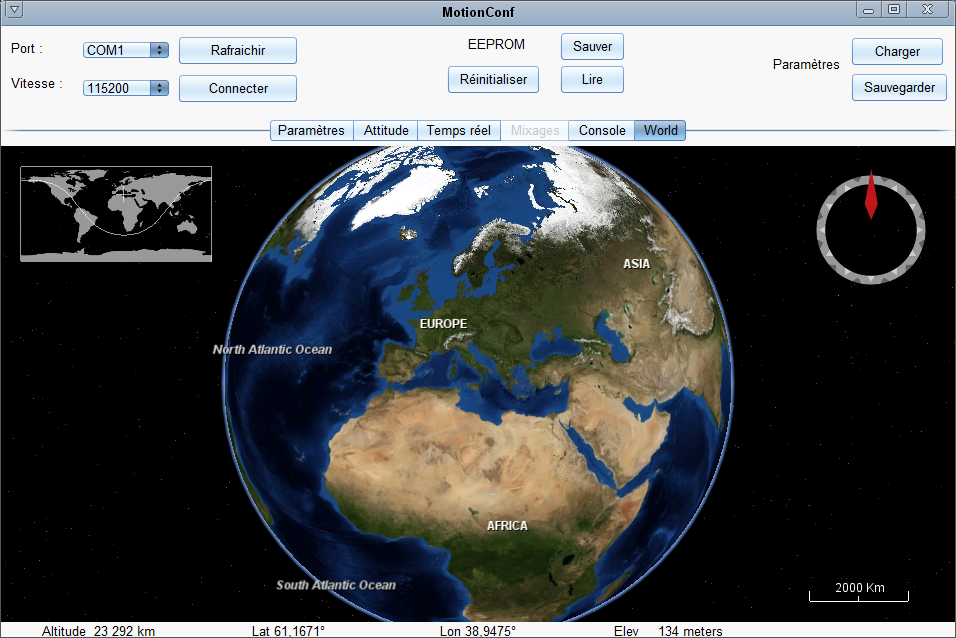 MotionConf
Port :
COM1
Rafraichir
EEPROM
Sauver
Paramètres
Charger
Vitesse :
115200
Connecter
Réinitialiser
Lire
Sauvegarder
Paramètres
Attitude
Temps réel
Mixages
Console
World
ASIA
EUROPE
North Atlantic Ocean
AFRICA
South Atlantic Ocean
2000 Km
Altitude 23 292 km
Lat 61,1671°
Lon 38,9475°
Elev 134 meters